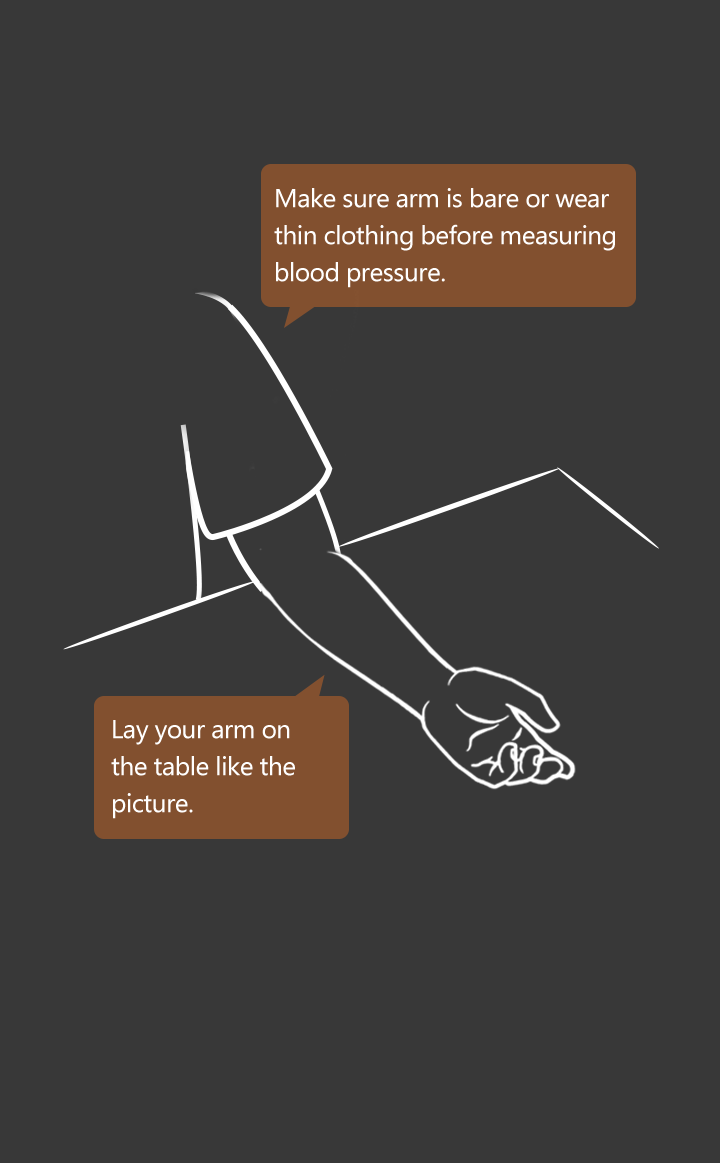 Make sure arm is bare or wear
thin clothing before measuring
blood pressure.
Lay your arm on
the table like the
picture.